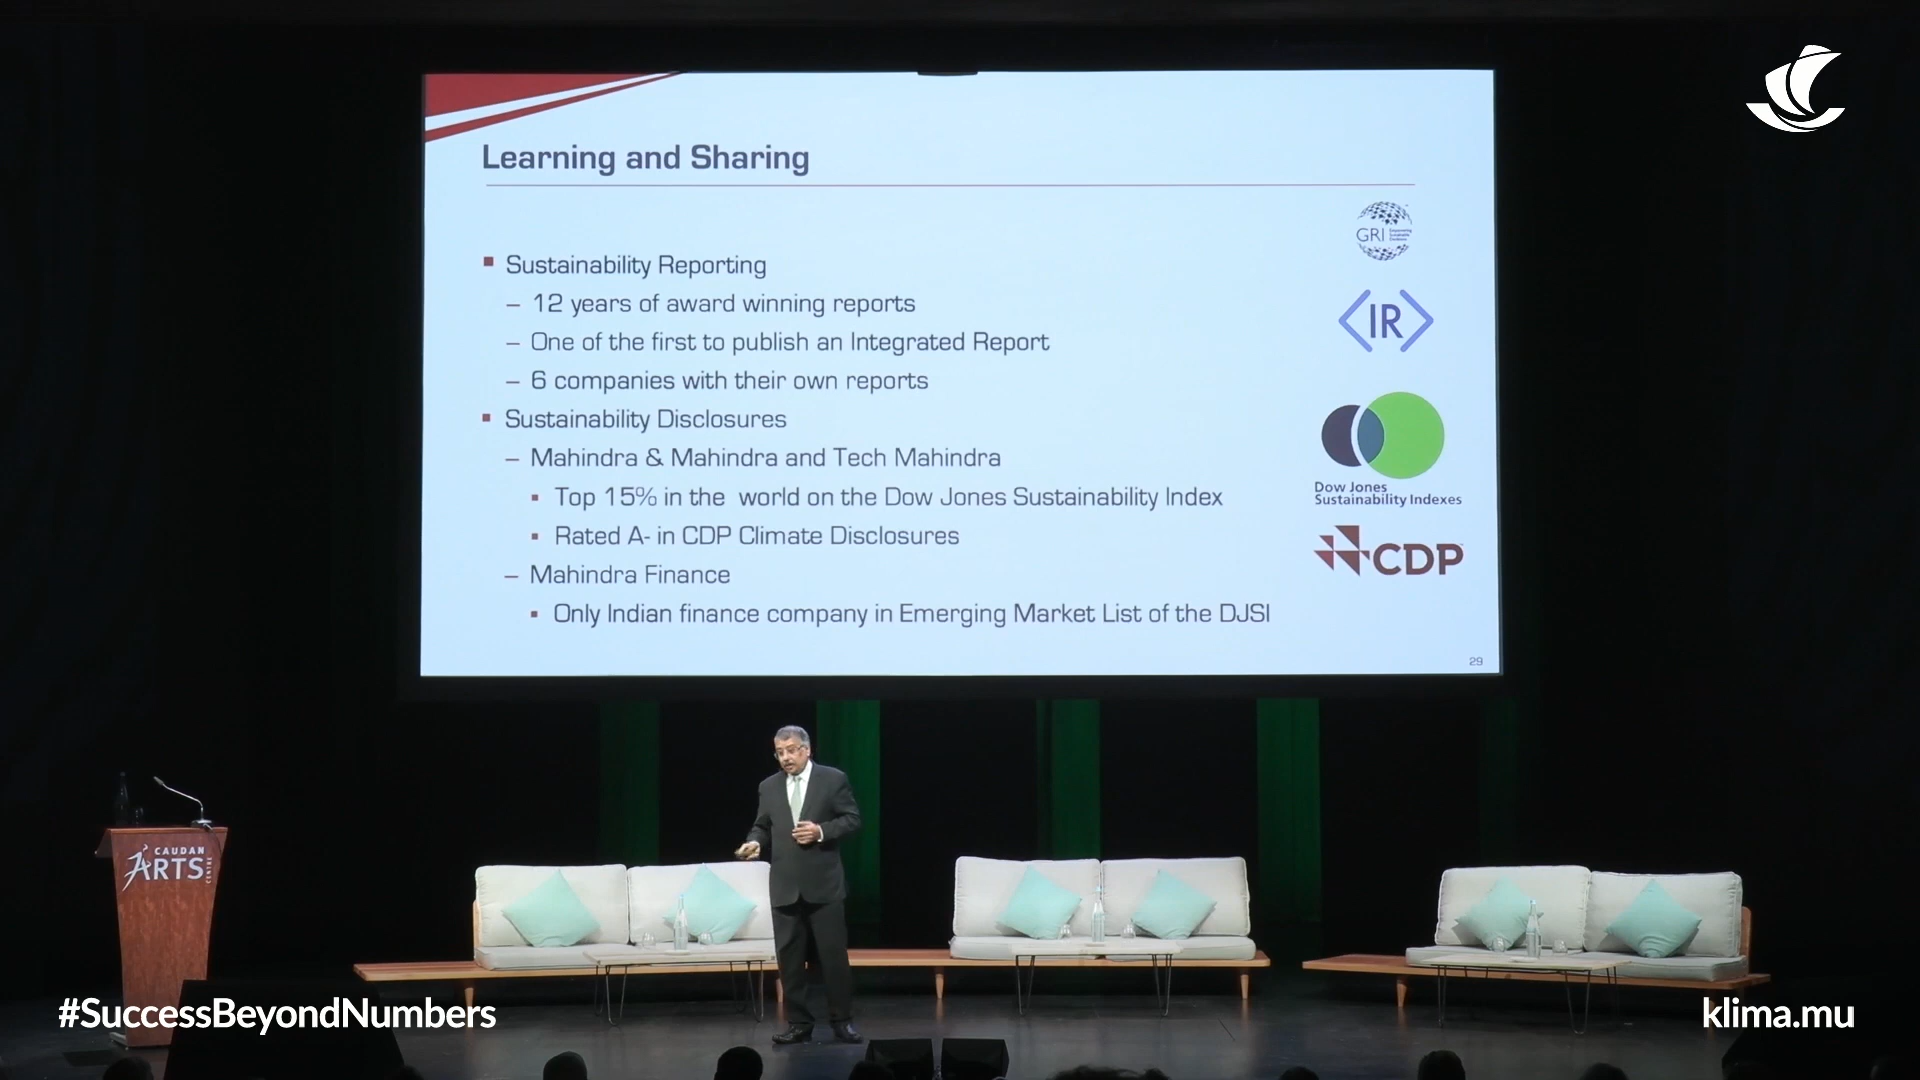 Learning and Sharing
Sustainability Reporting
– 12 years of award winning reports
– One of the first to publish an Integrated Report
– 6 companies with their own reports
Sustainability Disclosures
– Mahindra & Mahindra and Tech Mahindra
Top 15% in the world on the Dow Jones Sustainability Index
Rated A- in CDP Climate Disclosures
– Mahindra Finance
Only Indian finance company in Emerging Market List of the DJSI
GRI
<IR>
Dow Jones
Sustainability Indexes
CDP
29
CAUDAN
ARTS
CENTRE
#SuccessBeyondNumbers
klima.mu